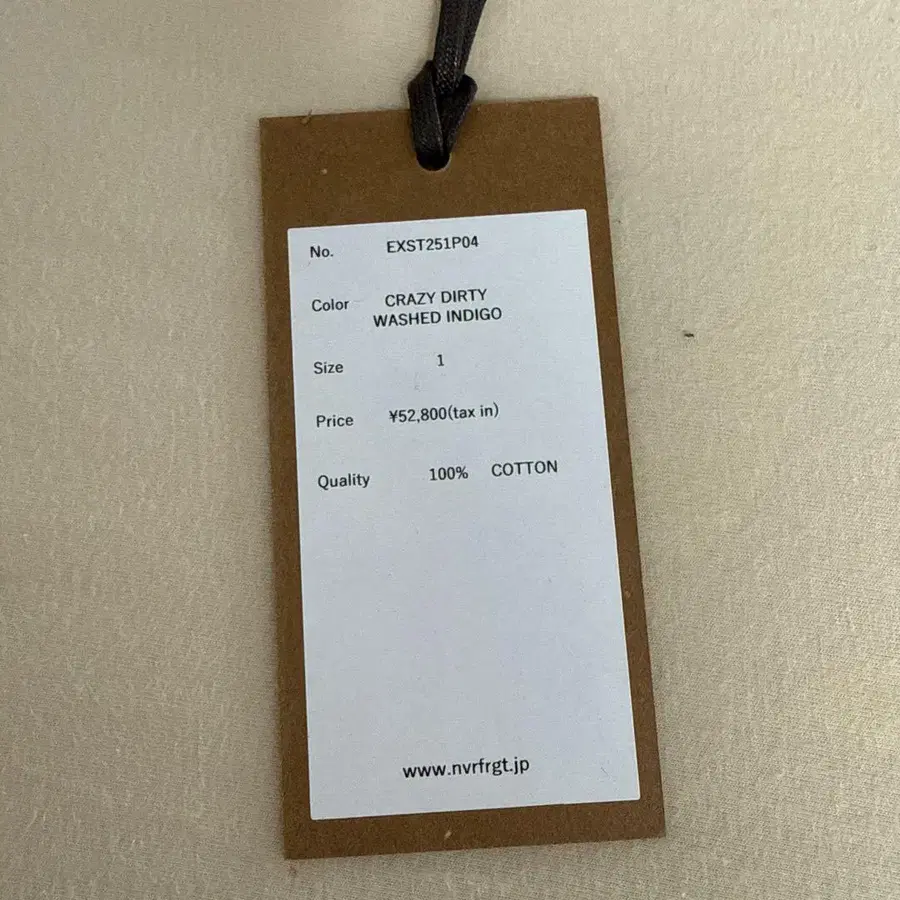 No. EXST251P04
Color CRAZY DIRTY
WASHED INDIGO
Size 1
Price ¥52,800(tax in)
Quality 100% COTTON
www.nvrfrgt.jp